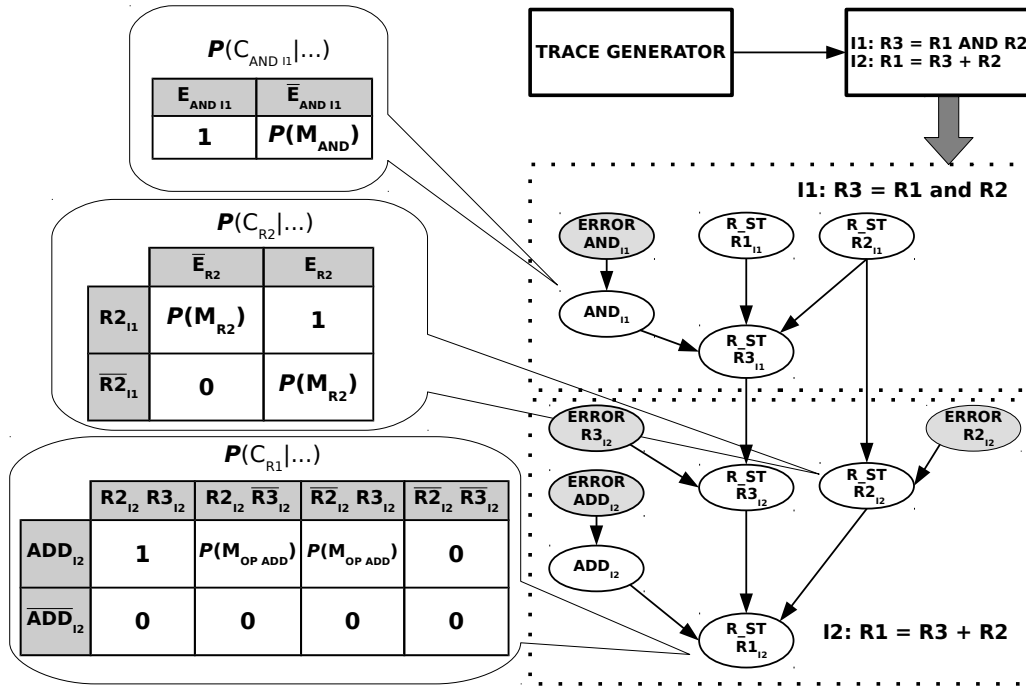 P(C_AND I1|...)
E_AND I1 E̅_AND I1
1 P(M_AND)
P(C_R2|...)
E̅_R2 E_R2
R2_I1 P(M_R2) 1
R̅2̅_I1 0 P(M_R2)
P(C_R1|...)
R2_I2 R3_I2 R2_I2 R̅3̅_I2 R̅2̅_I2 R3_I2 R̅2̅_I2 R̅3̅_I2
ADD_I2 1 P(M_OP ADD) P(M_OP ADD) 0
A̅D̅D̅_I2 0 0 0 0
TRACE GENERATOR
I1: R3 = R1 AND R2
I2: R1 = R3 + R2
I1: R3 = R1 and R2
ERROR
AND_I1
R_ST
R1_I1
R_ST
R2_I1
AND_I1
R_ST
R3_I1
ERROR
R3_I2
ERROR
R2_I2
ERROR
ADD_I2
R_ST
R3_I2
R_ST
R2_I2
ADD_I2
R_ST
R1_I2
I2: R1 = R3 + R2